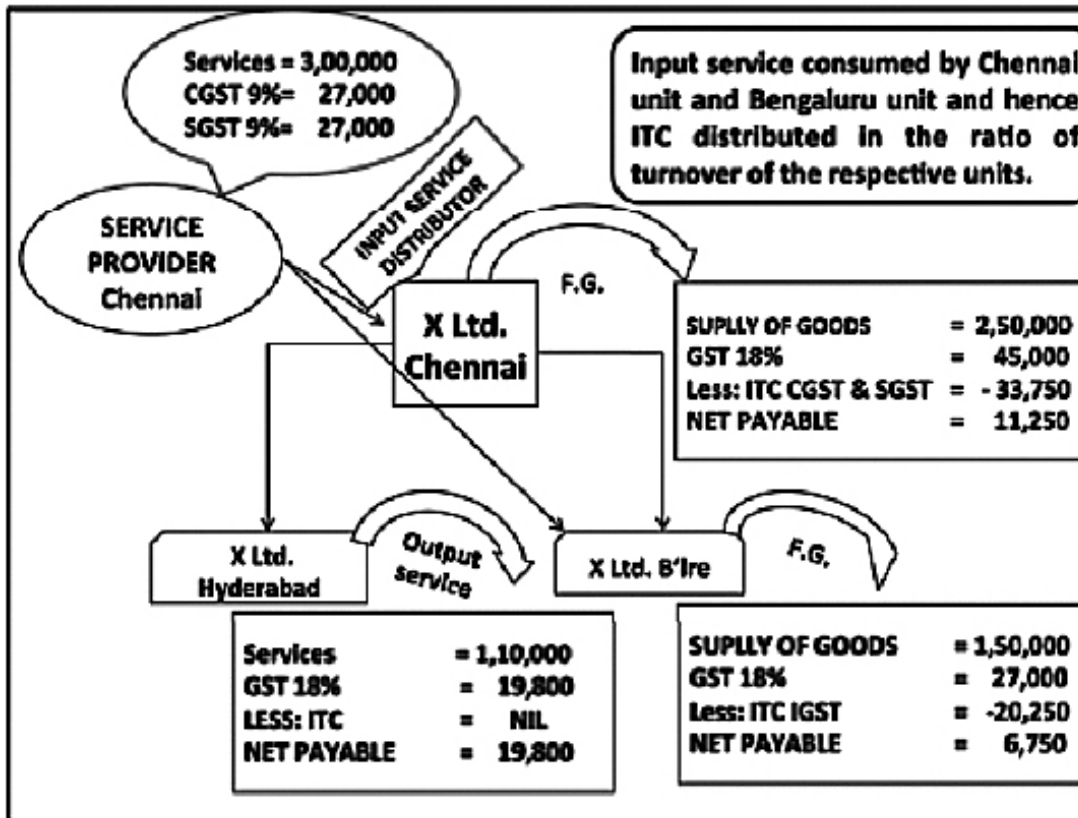 Services = 3,00,000
CGST 9%= 27,000
SGST 9%= 27,000
Input service consumed by Chennai
unit and Bengaluru unit and hence
ITC distributed in the ratio of
turnover of the respective units.
SERVICE
PROVIDER
Chennai
INPUT SERVICE
DISTRIBUTOR
F.G.
X Ltd.
Chennai
SUPLLY OF GOODS = 2,50,000
GST 18% = 45,000
Less: ITC CGST & SGST = - 33,750
NET PAYABLE = 11,250
X Ltd.
Hyderabad
Output
service
X Ltd. B'lre
F.G.
Services = 1,10,000
GST 18% = 19,800
LESS: ITC = NIL
NET PAYABLE = 19,800
SUPLLY OF GOODS = 1,50,000
GST 18% = 27,000
Less: ITC IGST = -20,250
NET PAYABLE = 6,750